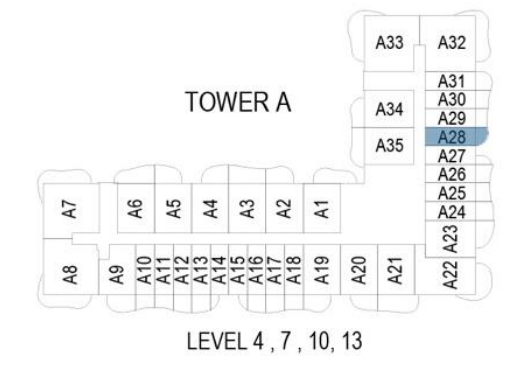 A33 A32
A31
A30
A29
A28
A27
A26
A25
A24
A23
A22
A34
A35
TOWER A
A7 A6 A5 A4 A3 A2 A1
A8 A9 A10 A11 A12 A13 A14 A15 A16 A17 A18 A19 A20 A21
LEVEL 4 , 7 , 10, 13